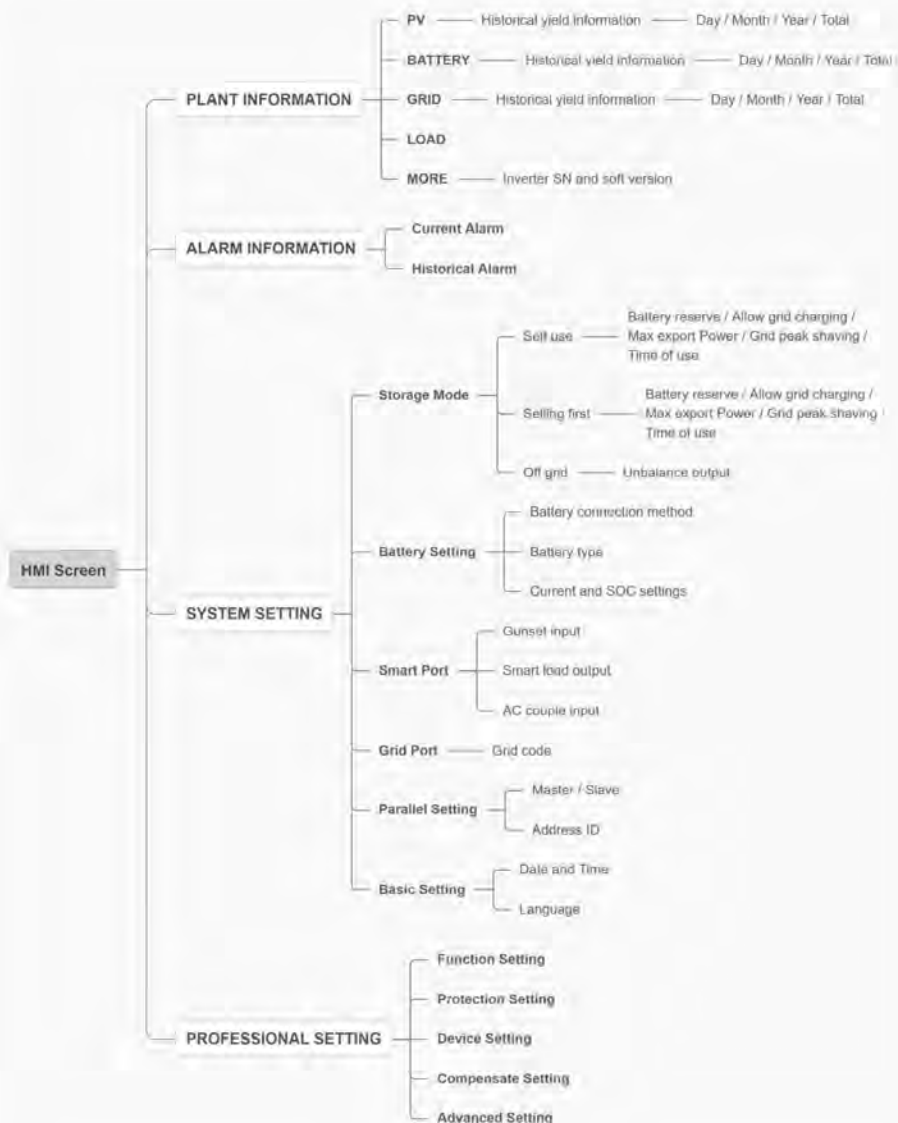 PV Historical yield information Day / Month / Year / Total
BATTERY Historical yield information Day / Month / Year / Total
PLANT INFORMATION GRID Historical yield information Day / Month / Year / Total
LOAD
MORE Inverter SN and soft version
Current Alarm
ALARM INFORMATION
Historical Alarm
Battery reserve / Allow grid charging /
Self use Max export Power / Grid peak shaving /
Time of use
Storage Mode
Battery reserve / Allow grid charging /
Selling first Max export Power / Grid peak shaving /
Time of use
Off grid Unbalance output
Battery connection method
Battery Setting Battery type
HMI Screen
Current and SOC settings
SYSTEM SETTING
Gunset input
Smart Port Smart load output
AC couple input
Grid Port Grid code
Master / Slave
Parallel Setting
Address ID
Date and Time
Basic Setting
Language
Function Setting
Protection Setting
PROFESSIONAL SETTING Device Setting
Compensate Setting
Advanced Setting